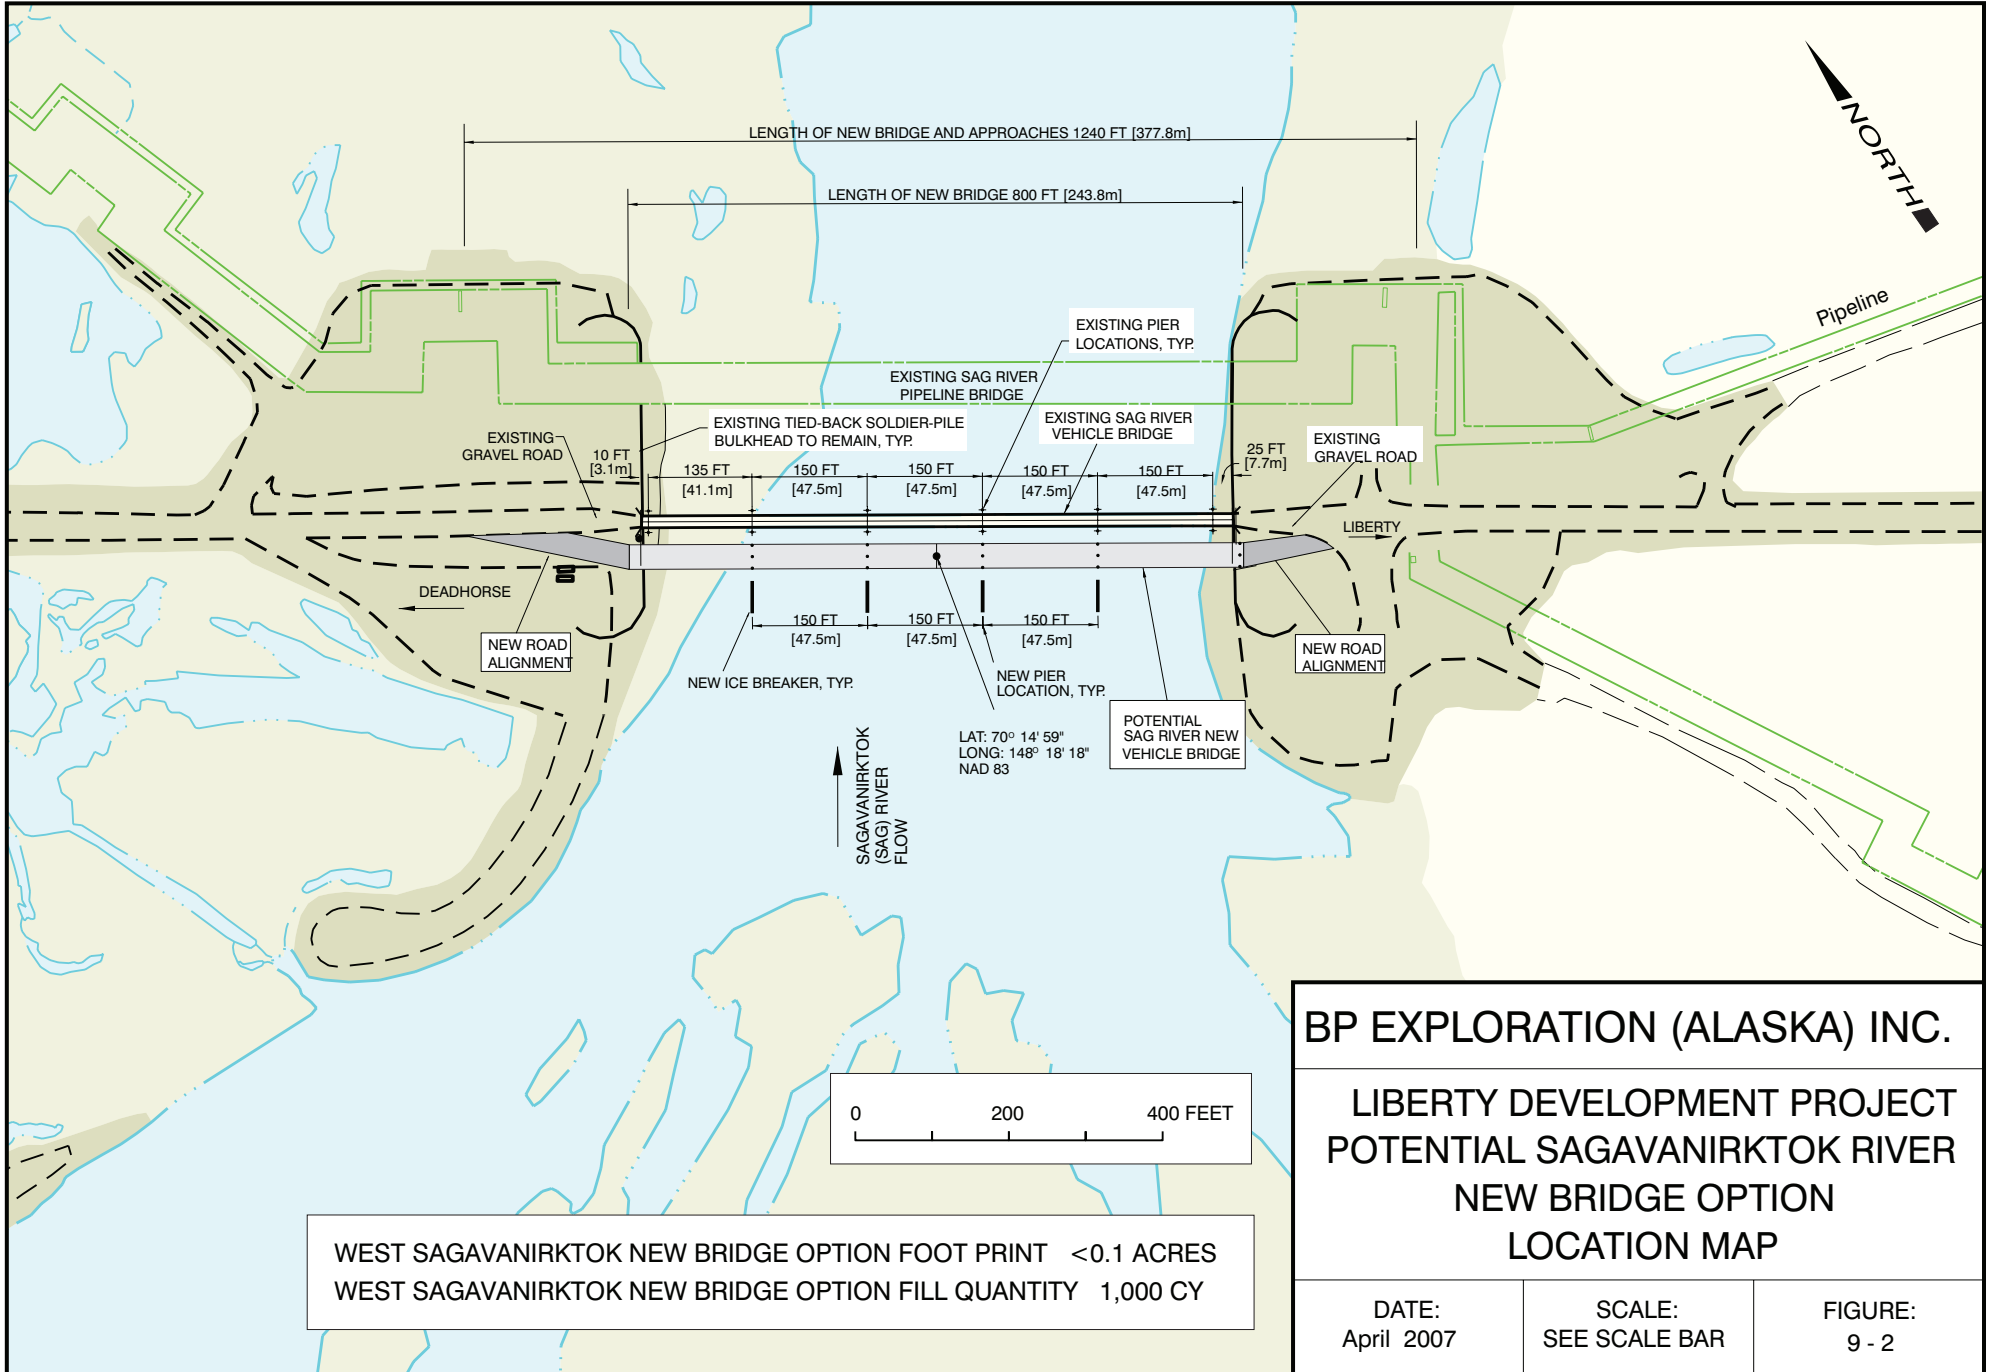 LENGTH OF NEW BRIDGE AND APPROACHES 1240 FT [377.8m]
LENGTH OF NEW BRIDGE 800 FT [243.8m]
NORTH
Pipeline
EXISTING PIER
LOCATIONS, TYP.
EXISTING SAG RIVER
PIPELINE BRIDGE
EXISTING TIED-BACK SOLDIER-PILE
BULKHEAD TO REMAIN, TYP.
EXISTING SAG RIVER
VEHICLE BRIDGE
EXISTING
GRAVEL ROAD
EXISTING
GRAVEL ROAD
10 FT
[3.1m]
135 FT
[41.1m]
150 FT
[47.5m]
150 FT
[47.5m]
150 FT
[47.5m]
150 FT
[47.5m]
25 FT
[7.7m]
LIBERTY
DEADHORSE
NEW ROAD
ALIGNMENT
150 FT
[47.5m]
150 FT
[47.5m]
150 FT
[47.5m]
NEW ROAD
ALIGNMENT
NEW ICE BREAKER, TYP.
NEW PIER
LOCATION, TYP.
POTENTIAL
SAG RIVER NEW
VEHICLE BRIDGE
LAT: 70° 14' 59"
LONG: 148° 18' 18"
NAD 83
SAGAVANIRKTOK
(SAG) RIVER
FLOW
0 200 400 FEET
WEST SAGAVANIRKTOK NEW BRIDGE OPTION FOOT PRINT <0.1 ACRES
WEST SAGAVANIRKTOK NEW BRIDGE OPTION FILL QUANTITY 1,000 CY
BP EXPLORATION (ALASKA) INC.
LIBERTY DEVELOPMENT PROJECT
POTENTIAL SAGAVANIRKTOK RIVER
NEW BRIDGE OPTION
LOCATION MAP
DATE:
April 2007
SCALE:
SEE SCALE BAR
FIGURE:
9 - 2